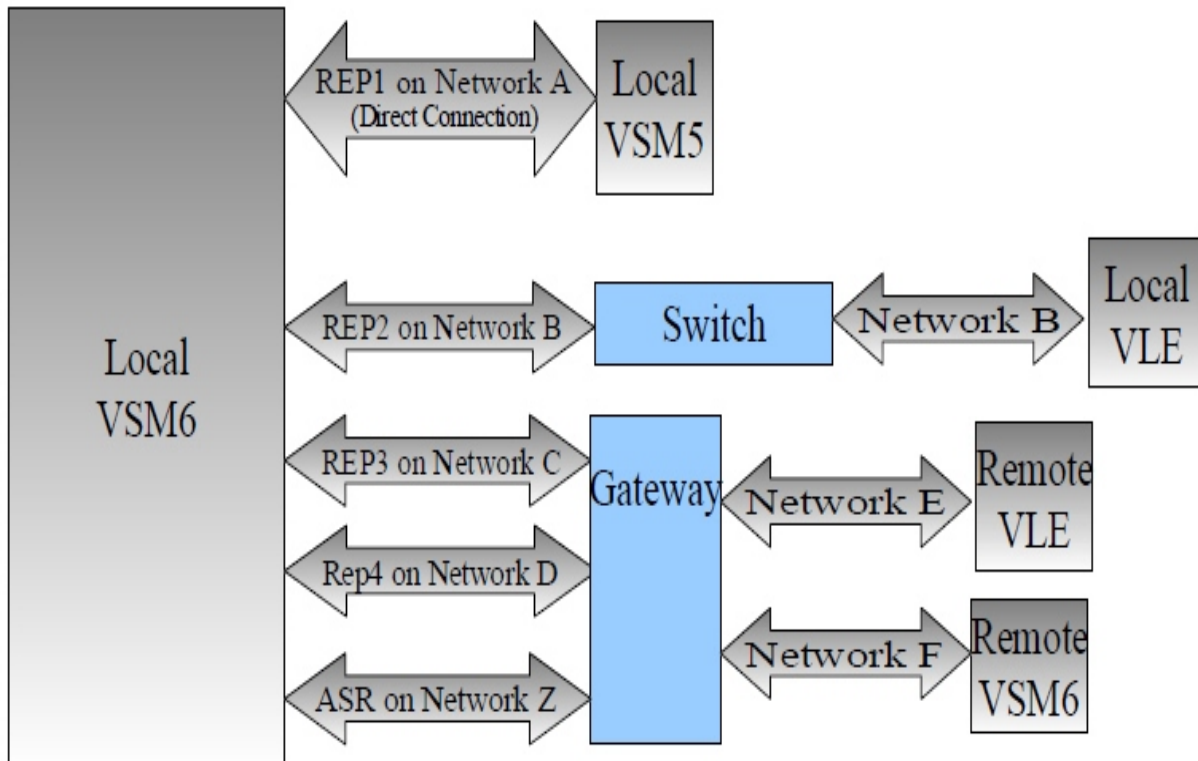 REP1 on Network A
(Direct Connection)
Local
VSM5
Local
VSM6
REP2 on Network B
Switch
Network B
Local
VLE
REP3 on Network C
Gateway
Network E
Remote
VLE
Rep4 on Network D
ASR on Network Z
Network F
Remote
VSM6